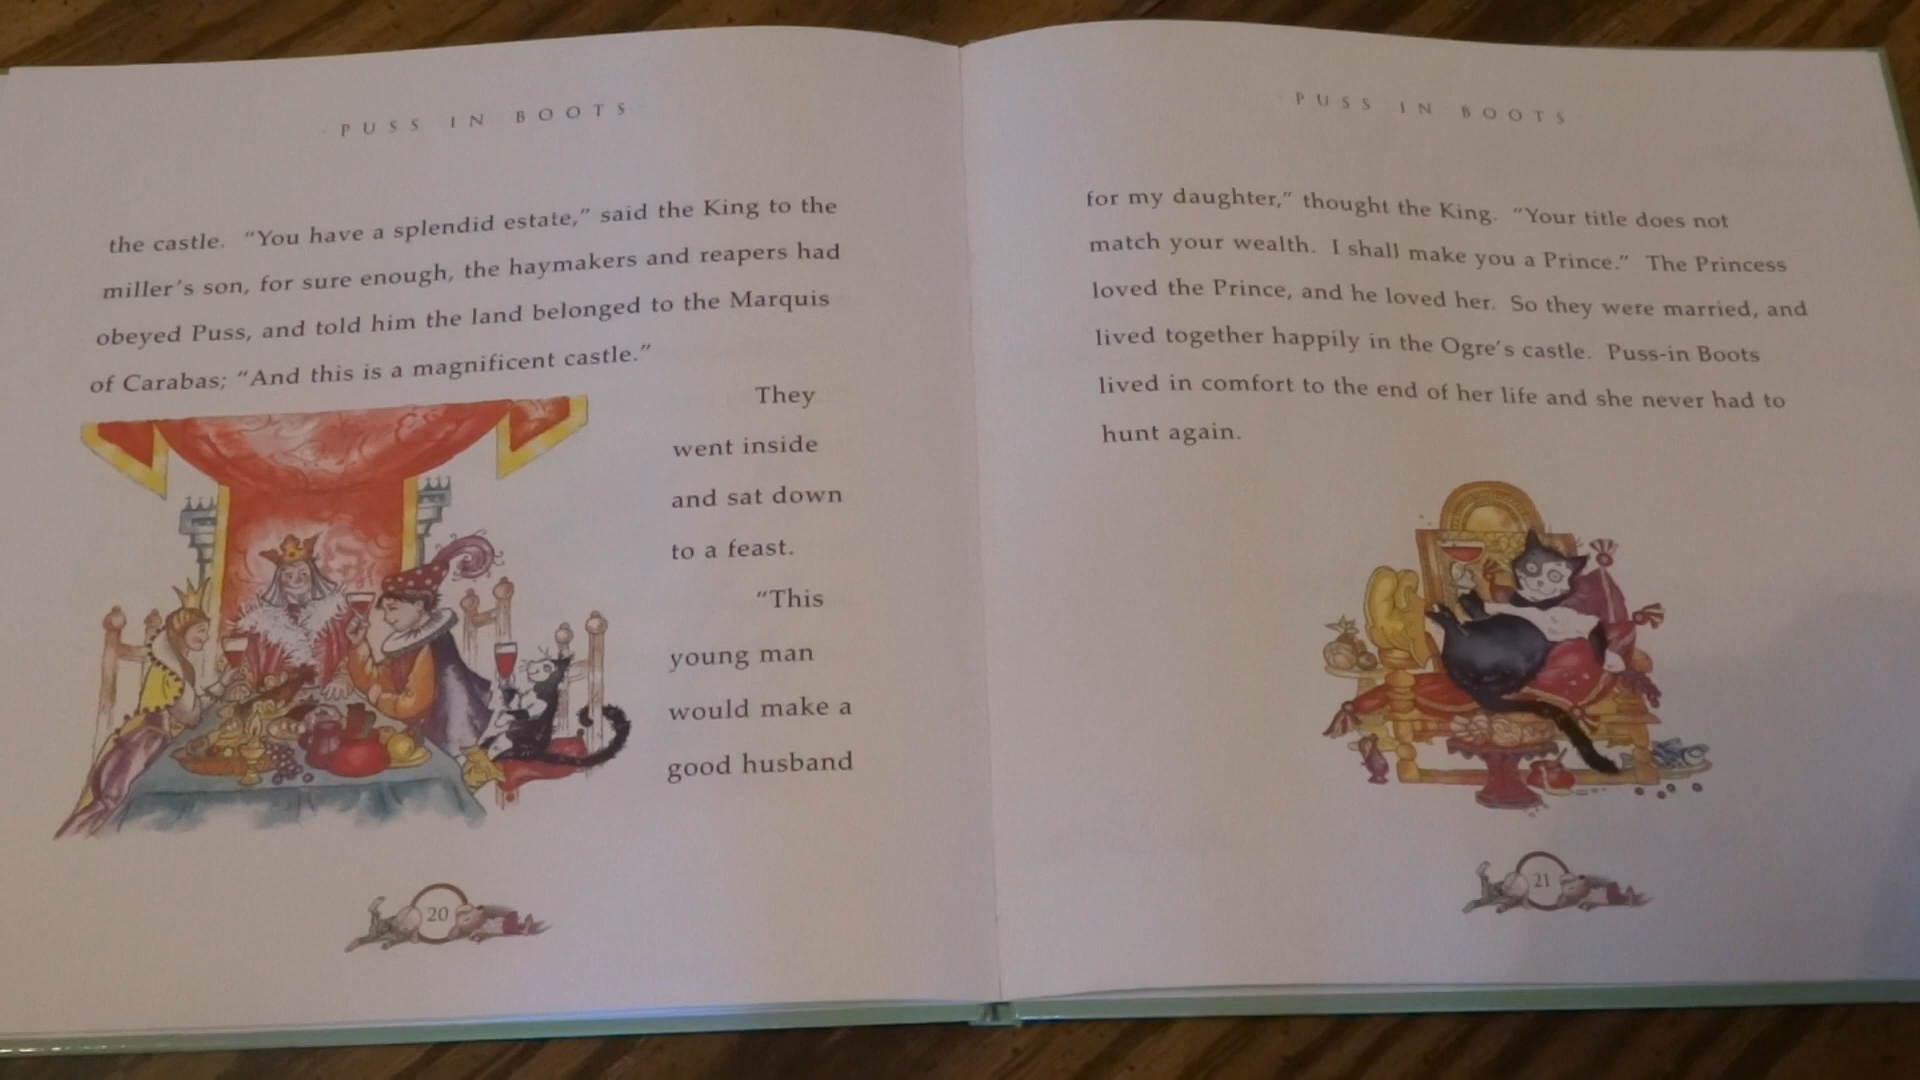 PUSS IN BOOTS
the castle. "You have a splendid estate," said the King to the
miller's son, for sure enough, the haymakers and reapers had
obeyed Puss, and told him the land belonged to the Marquis
of Carabas; "And this is a magnificent castle."
They
went inside
and sat down
to a feast.
"This
young man
would make a
good husband
20
PUSS IN BOOTS
for my daughter," thought the King. "Your title does not
match your wealth. I shall make you a Prince." The Princess
loved the Prince, and he loved her. So they were married, and
lived together happily in the Ogre's castle. Puss-in Boots
lived in comfort to the end of her life and she never had to
hunt again.
21